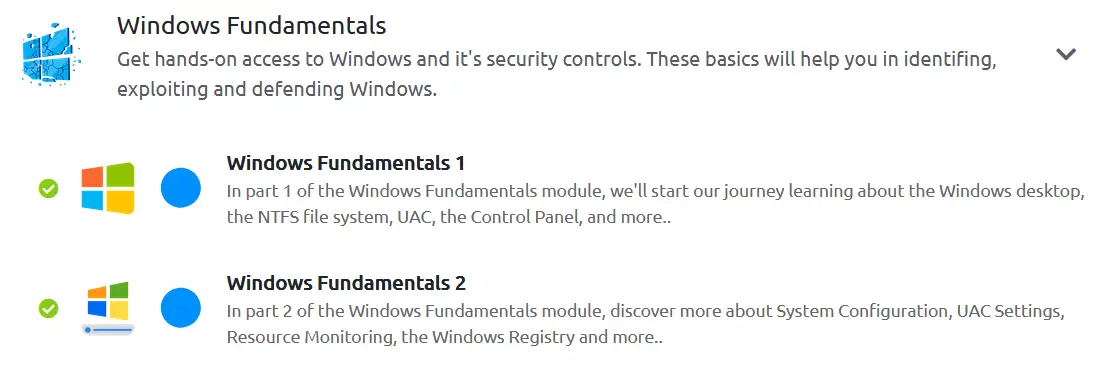 Windows Fundamentals
Get hands-on access to Windows and it's security controls. These basics will help you in identifing,
exploiting and defending Windows.
Windows Fundamentals 1
In part 1 of the Windows Fundamentals module, we'll start our journey learning about the Windows desktop,
the NTFS file system, UAC, the Control Panel, and more..
Windows Fundamentals 2
In part 2 of the Windows Fundamentals module, discover more about System Configuration, UAC Settings,
Resource Monitoring, the Windows Registry and more..